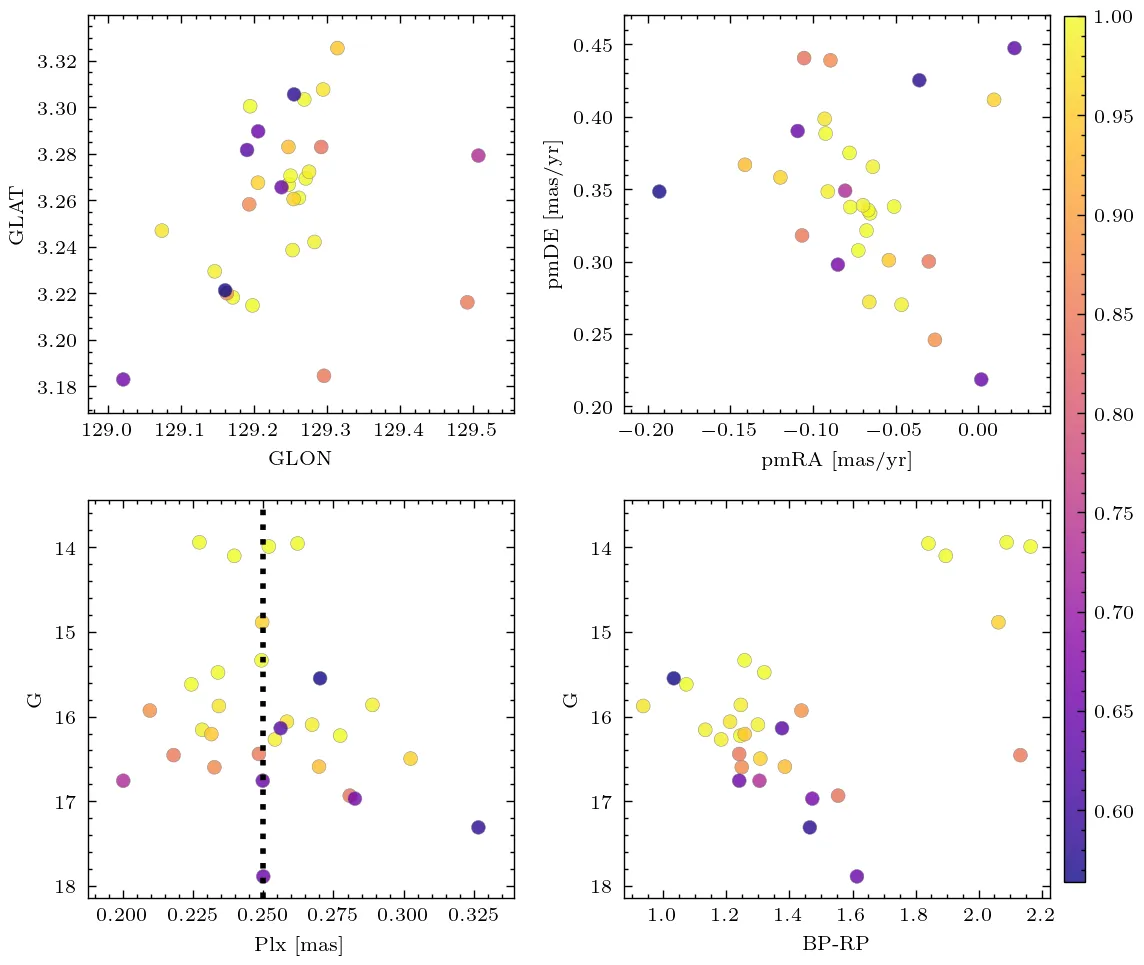 3.32
3.30
3.28
3.26
3.24
3.22
3.20
3.18
GLAT
129.0 129.1 129.2 129.3 129.4 129.5
GLON
0.45
0.40
0.35
0.30
0.25
0.20
pmDE [mas/yr]
−0.20 −0.15 −0.10 −0.05 0.00
pmRA [mas/yr]
14
15
16
17
18
G
0.200 0.225 0.250 0.275 0.300 0.325
Plx [mas]
14
15
16
17
18
G
1.0 1.2 1.4 1.6 1.8 2.0 2.2
BP-RP
1.00
0.95
0.90
0.85
0.80
0.75
0.70
0.65
0.60